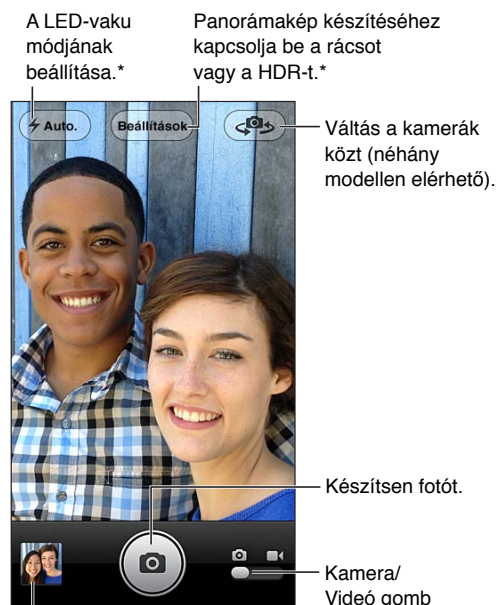 A LED-vaku
módjának
beállítása.*
Panorámakép készítéséhez
kapcsolja be a rácsot
vagy a HDR-t.*
Auto.
Beállítások
Váltás a kamerák
közt (néhány
modellen elérhető).
Készítsen fotót.
Kamera/
Videó gomb